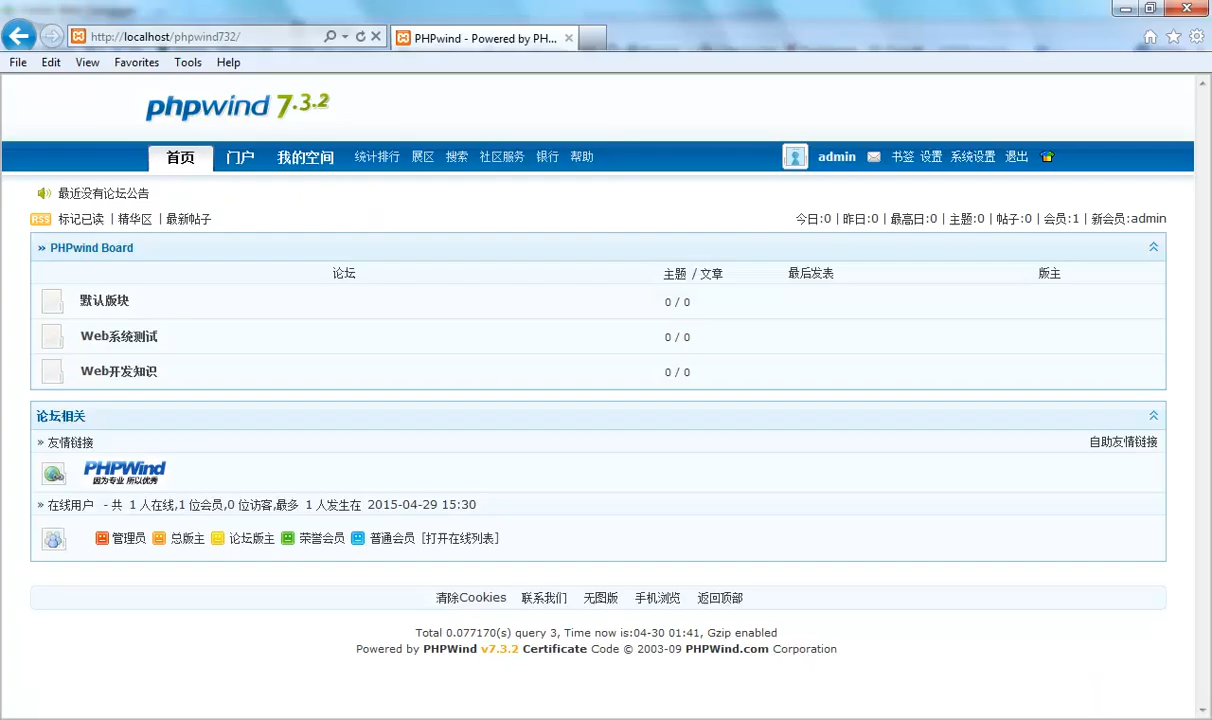 http://localhost/phpwind732/
PHPwind - Powered by PH...
File Edit View Favorites Tools Help
phpwind 7.3.2
首页 门户 我的空间 统计排行 展区 搜索 社区服务 银行 帮助 admin 书签 设置 系统设置 退出
最近没有论坛公告
RSS 标记已读 | 精华区 | 最新帖子 今日:0 | 昨日:0 | 最高日:0 | 主题:0 | 帖子:0 | 会员:1 | 新会员:admin
» PHPwind Board
论坛 主题 / 文章 最后发表 版主
默认版块 0 / 0
Web系统测试 0 / 0
Web开发知识 0 / 0
论坛相关
» 友情链接 自助友情链接
PHPWind
因为专业 所以优秀
» 在线用户 - 共 1 人在线,1 位会员,0 位访客,最多 1 人发生在 2015-04-29 15:30
管理员 总版主 论坛版主 荣誉会员 普通会员 [打开在线列表]
清除Cookies 联系我们 无图版 手机浏览 返回顶部
Total 0.077170(s) query 3, Time now is:04-30 01:41, Gzip enabled
Powered by PHPWind v7.3.2 Certificate Code © 2003-09 PHPWind.com Corporation